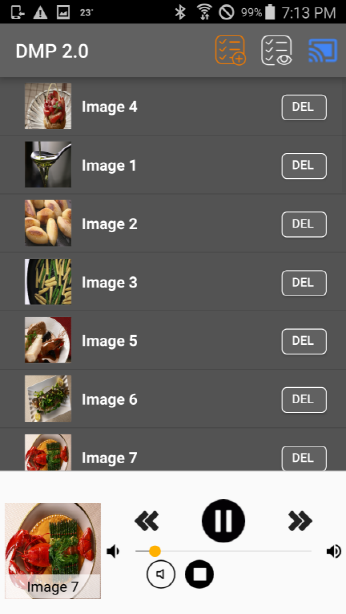 23° 99% 7:13 PM
DMP 2.0
Image 4 DEL
Image 1 DEL
Image 2 DEL
Image 3 DEL
Image 5 DEL
Image 6 DEL
Image 7 DEL
Image 7